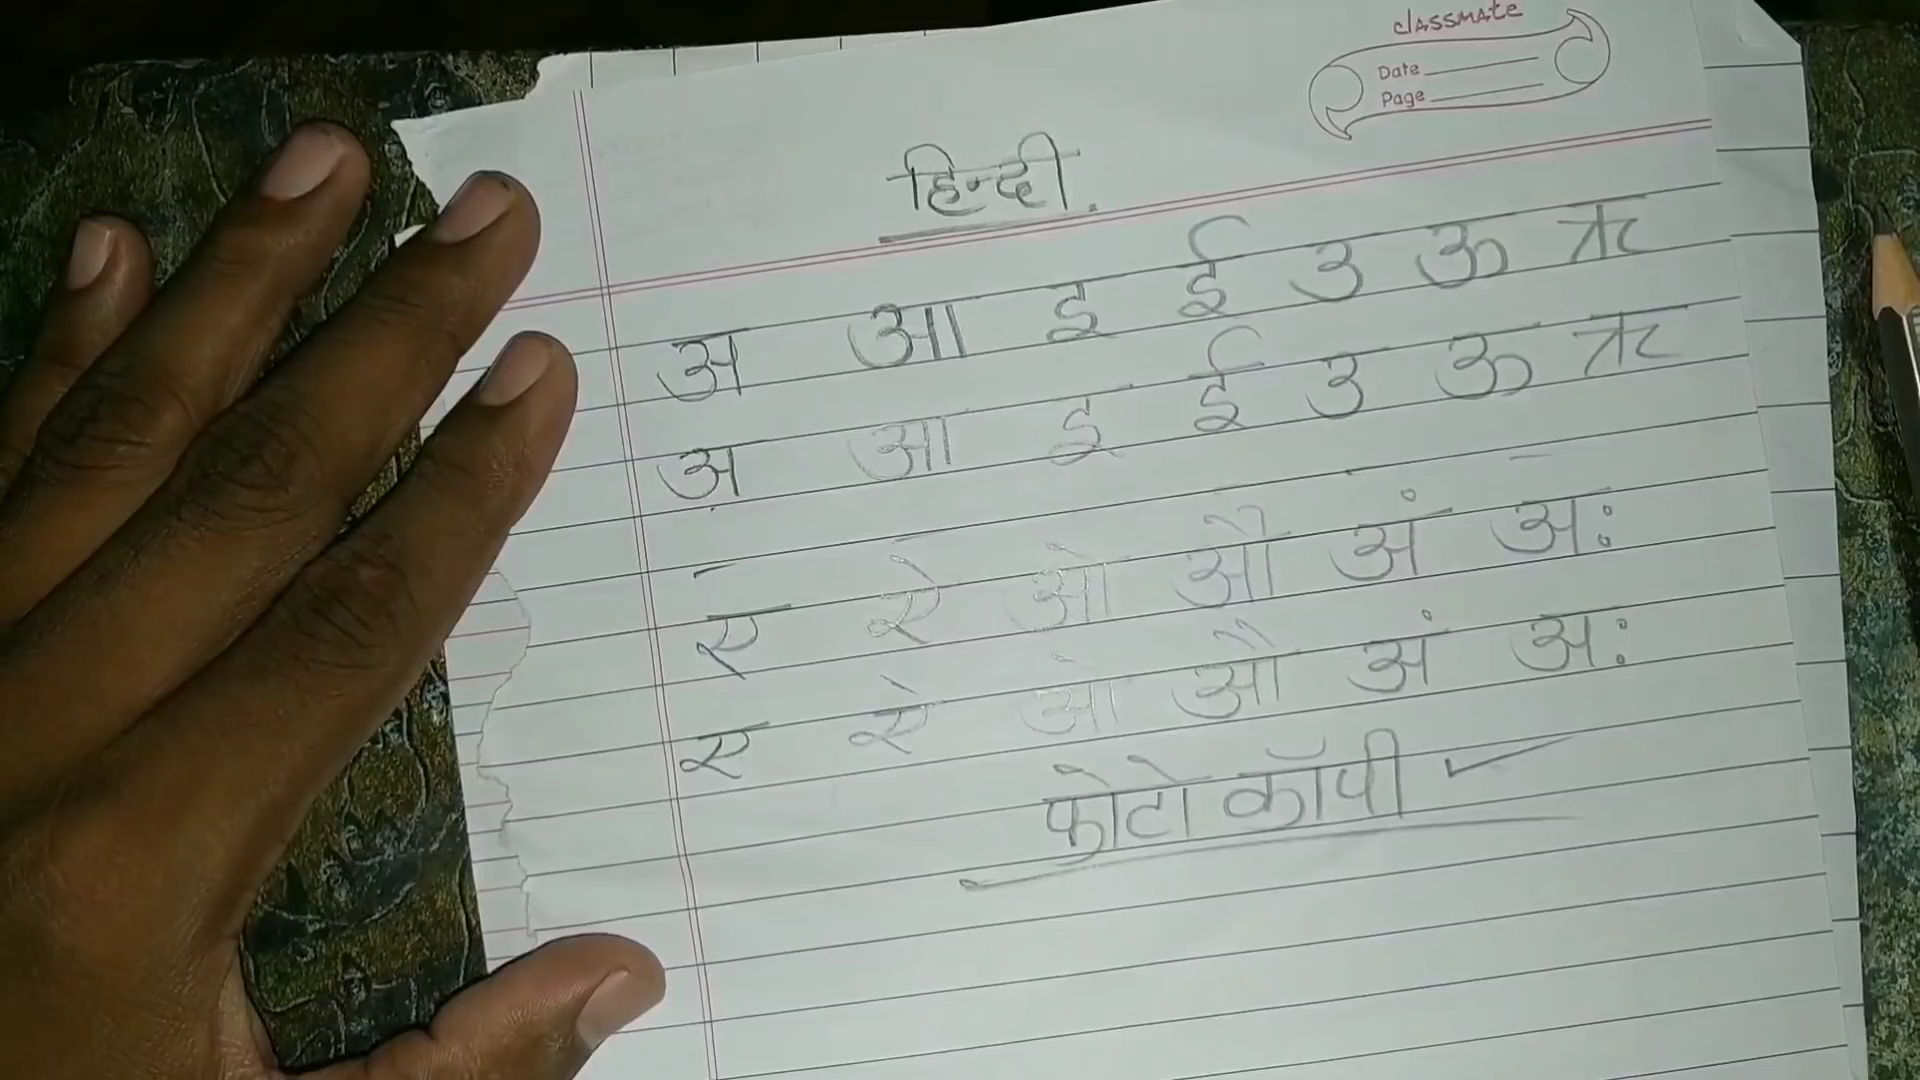 classmate
Date
Page
हिन्दी.
अ आ इ ई उ ऊ ऋ
अ आ इ ई उ ऊ ऋ
ए ऐ ओ औ अं अः
ए ऐ ओ औ अं अः
फोटो कॉपी ✓